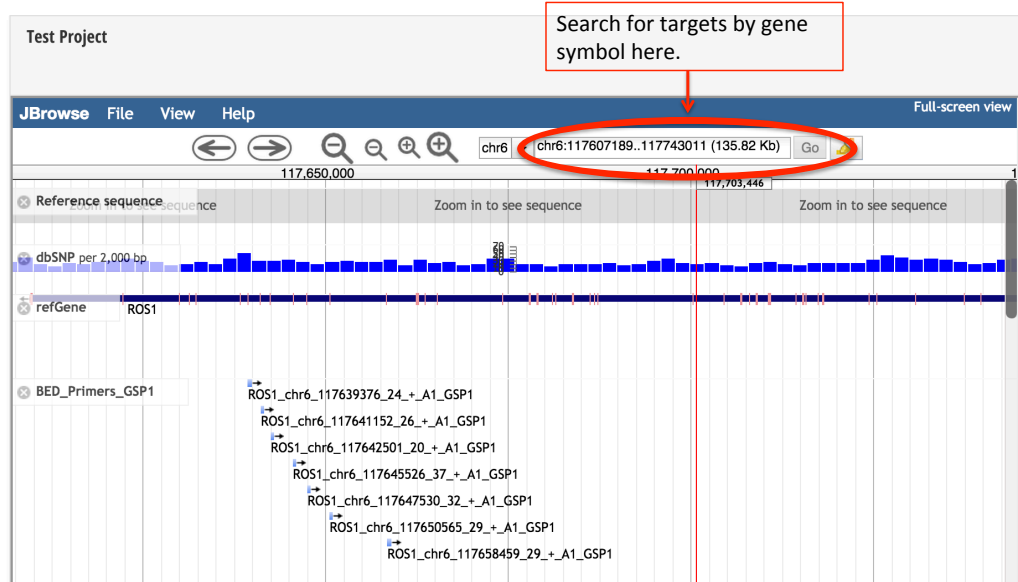 Search for targets by gene
symbol here.
Test Project
JBrowse File View Help Full-screen view
chr6 chr6:117607189..117743011 (135.82 Kb) Go
117,650,000 117,700,000 1
117,703,446
Reference sequence Zoom in to see sequence Zoom in to see sequence Zoom in to see sequence
dbSNP per 2,000 bp 70
0
refGene ROS1
BED_Primers_GSP1
ROS1_chr6_117639376_24_+_A1_GSP1
ROS1_chr6_117641152_26_+_A1_GSP1
ROS1_chr6_117642501_20_+_A1_GSP1
ROS1_chr6_117645526_37_+_A1_GSP1
ROS1_chr6_117647530_32_+_A1_GSP1
ROS1_chr6_117650565_29_+_A1_GSP1
ROS1_chr6_117658459_29_+_A1_GSP1